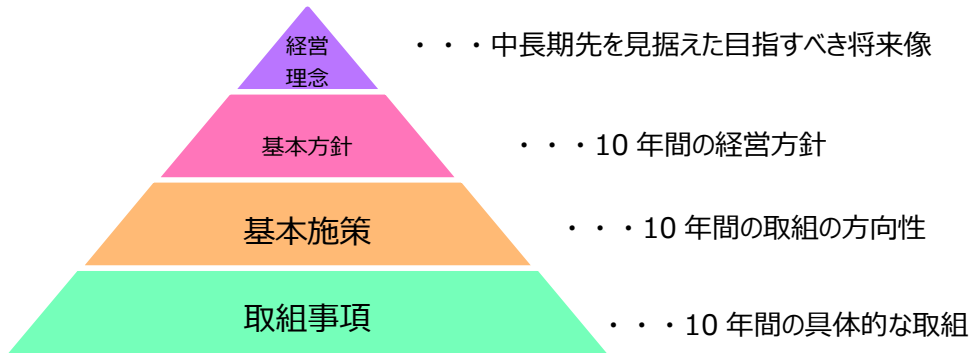 経営
理念
・・・中長期先を見据えた目指すべき将来像
基本方針
・・・10 年間の経営方針
基本施策
・・・10 年間の取組の方向性
取組事項
・・・10 年間の具体的な取組